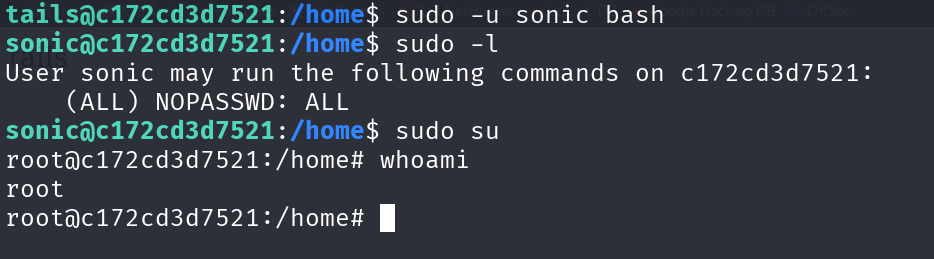 tails@c172cd3d7521:/home$ sudo -u sonic bash
sonic@c172cd3d7521:/home$ sudo -l
User sonic may run the following commands on c172cd3d7521:
    (ALL) NOPASSWD: ALL
sonic@c172cd3d7521:/home$ sudo su
root@c172cd3d7521:/home# whoami
root
root@c172cd3d7521:/home#